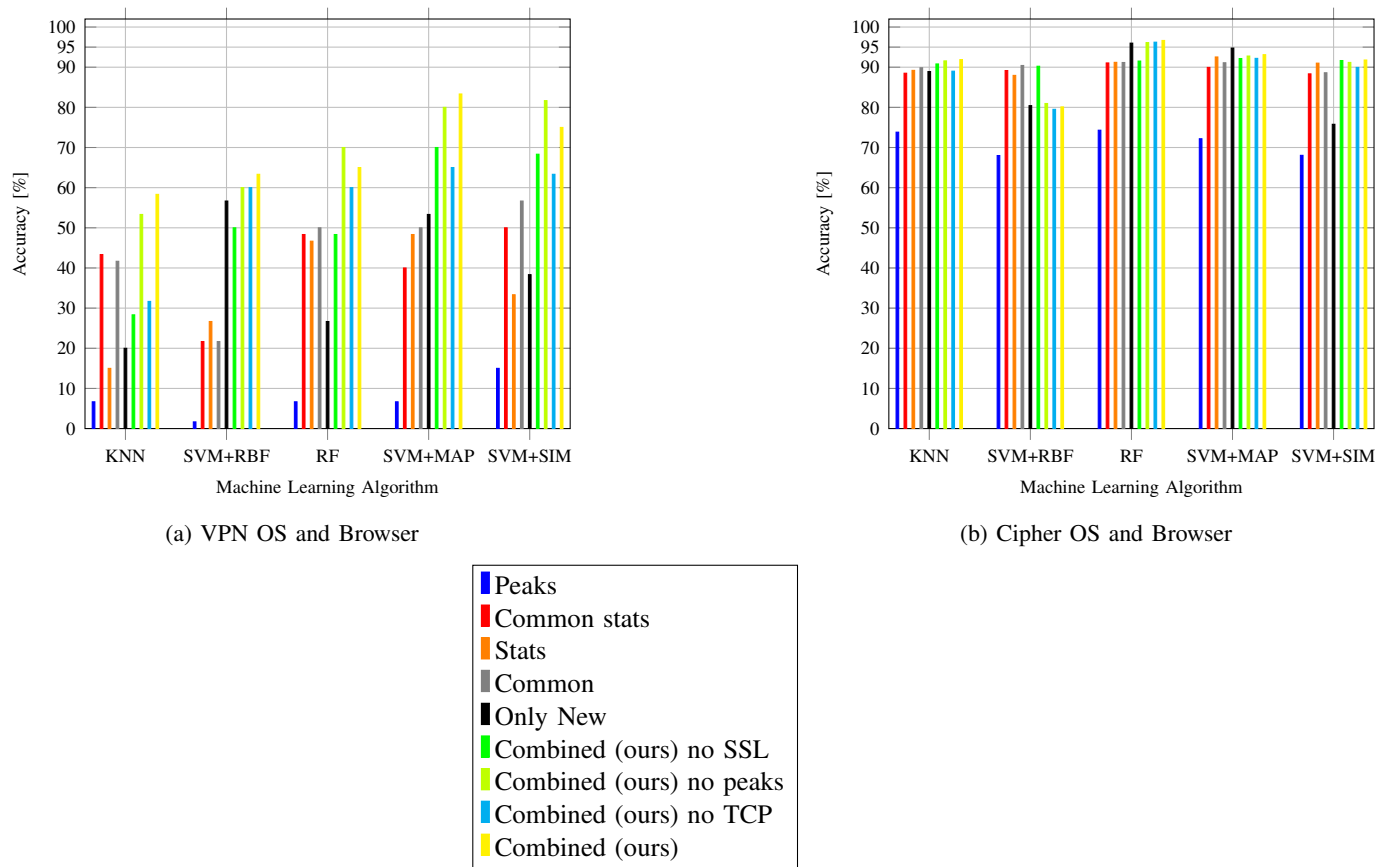 100
95
90
80
70
60
50
40
30
20
10
0
Accuracy [%]
KNN SVM+RBF RF SVM+MAP SVM+SIM
Machine Learning Algorithm
(a) VPN OS and Browser
100
95
90
80
70
60
50
40
30
20
10
0
Accuracy [%]
KNN SVM+RBF RF SVM+MAP SVM+SIM
Machine Learning Algorithm
(b) Cipher OS and Browser
Peaks
Common stats
Stats
Common
Only New
Combined (ours) no SSL
Combined (ours) no peaks
Combined (ours) no TCP
Combined (ours)